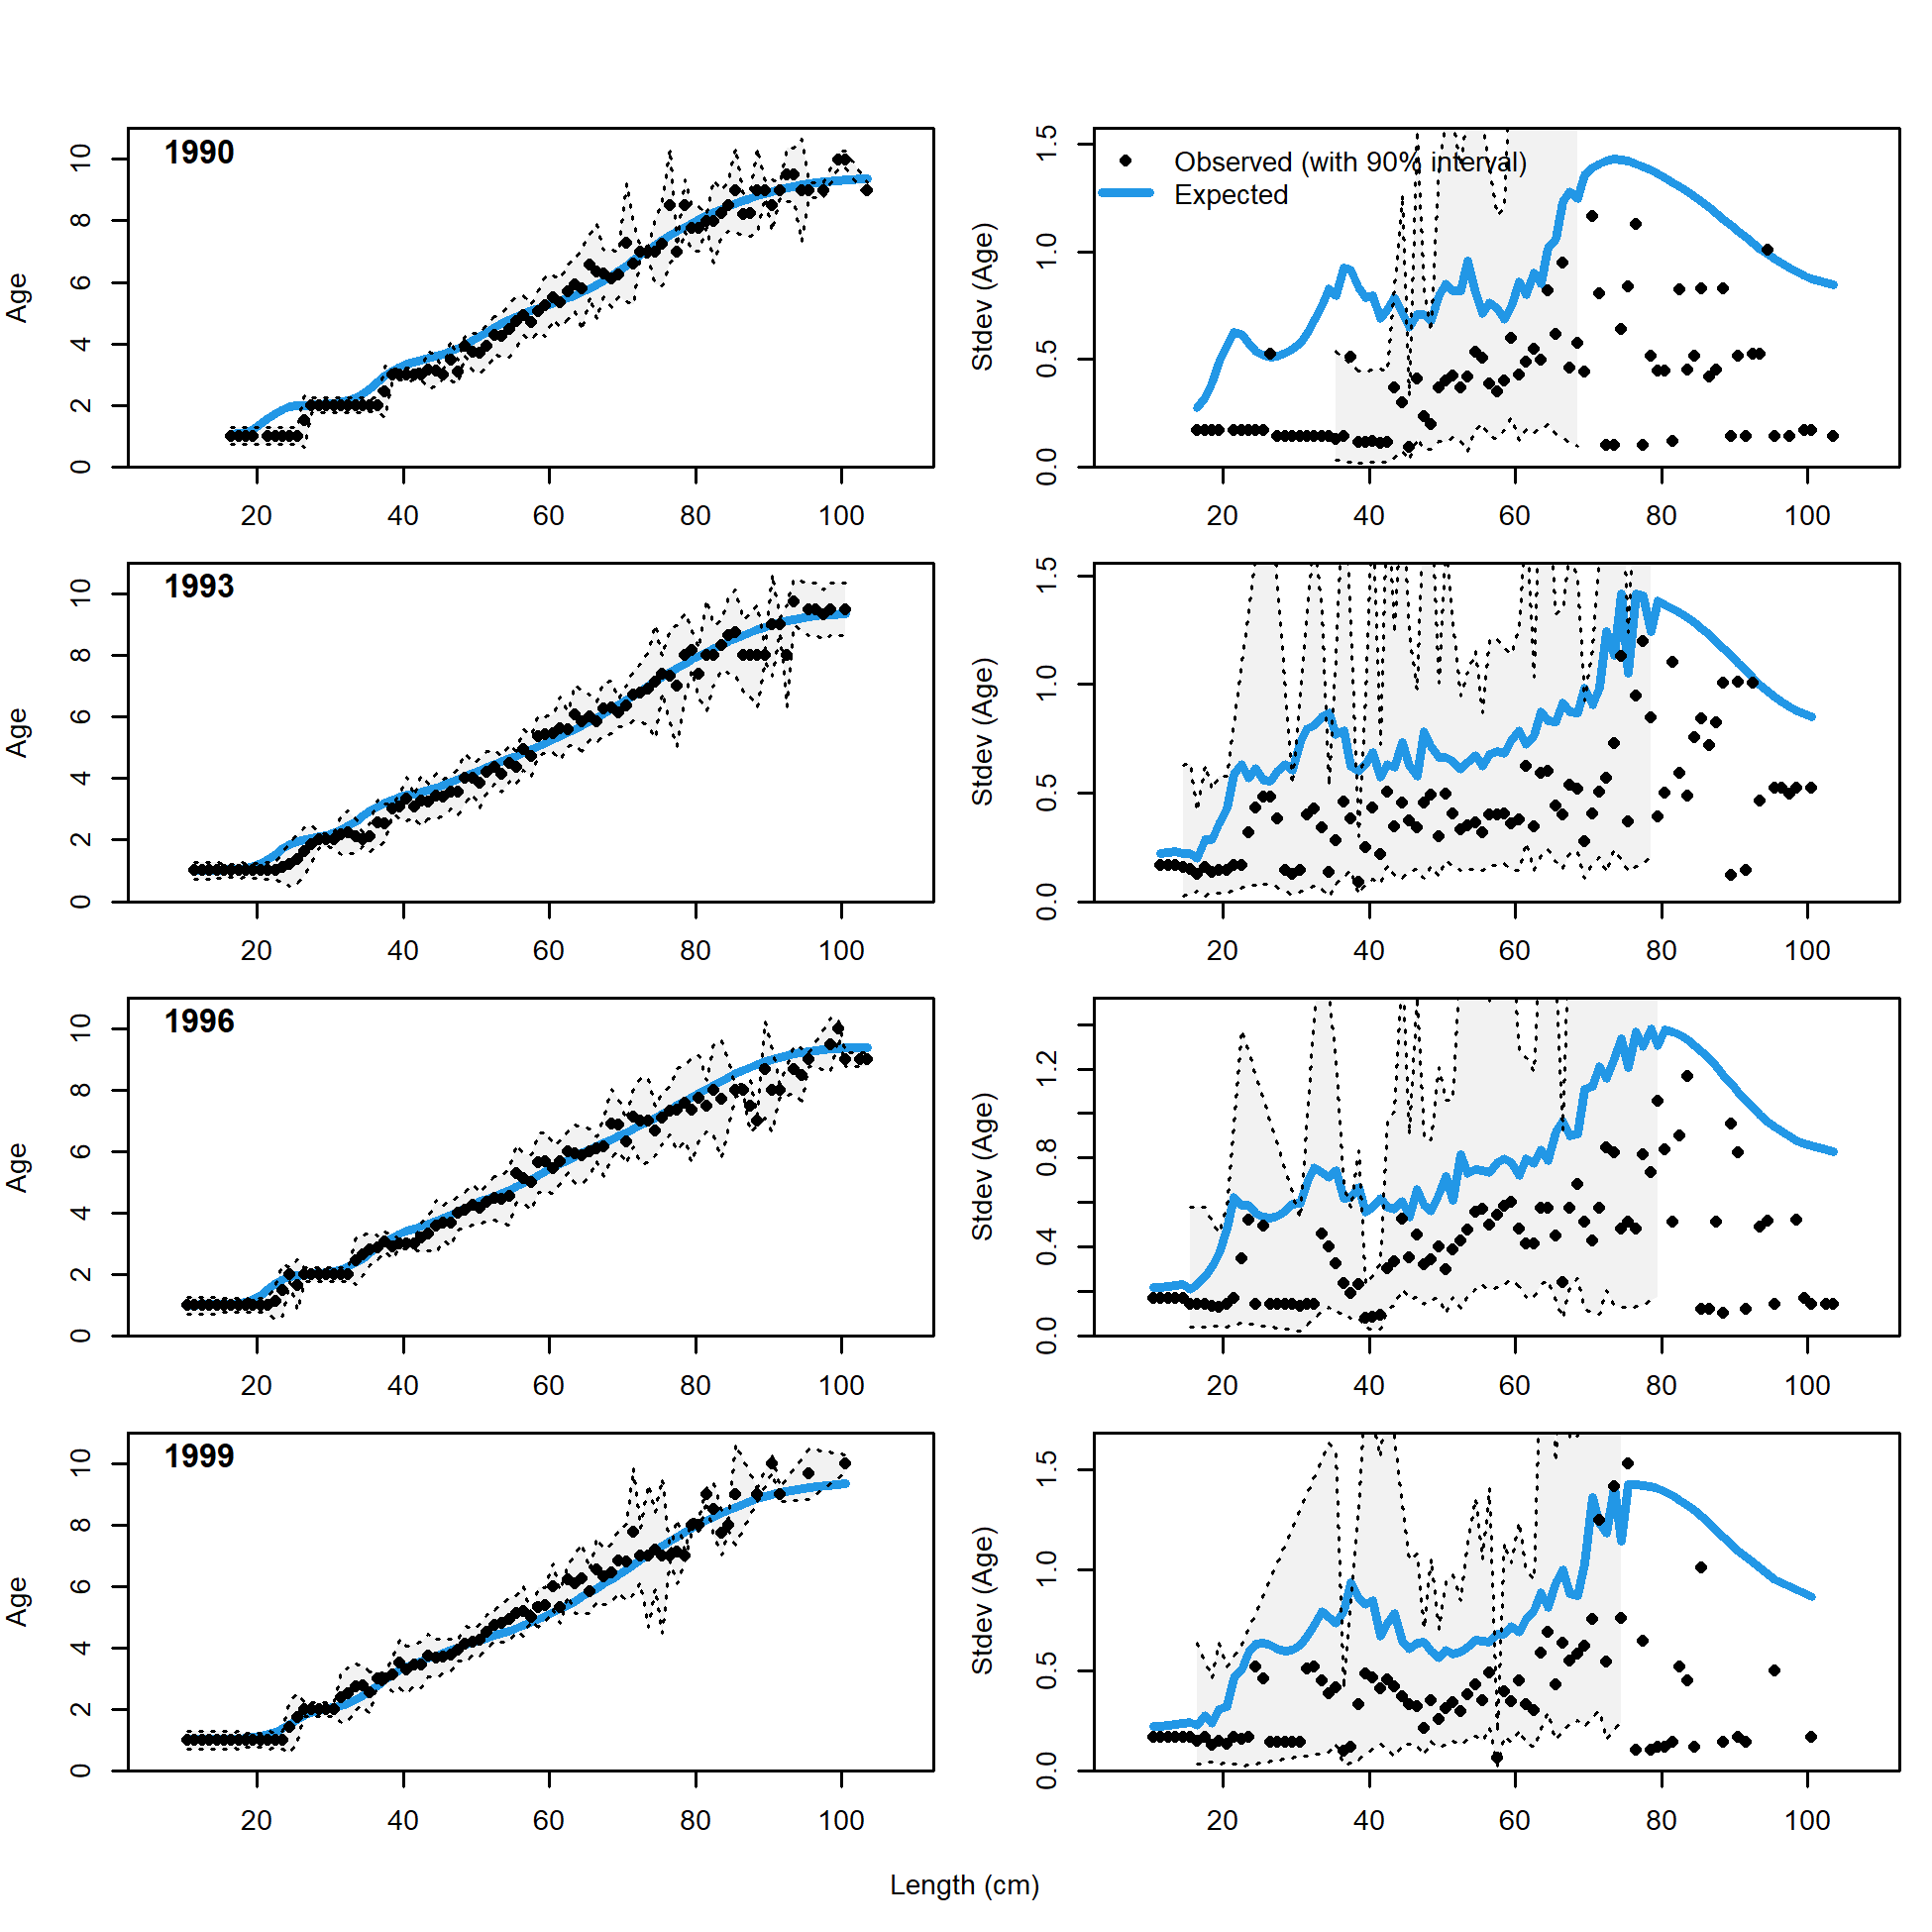 1990
Age
0 2 4 6 8 10
20 40 60 80 100
Observed (with 90% interval)
Expected
Stdev (Age)
0.0 0.5 1.0 1.5
20 40 60 80 100
1993
Age
0 2 4 6 8 10
20 40 60 80 100
Stdev (Age)
0.0 0.5 1.0 1.5
20 40 60 80 100
1996
Age
0 2 4 6 8 10
20 40 60 80 100
Stdev (Age)
0.0 0.4 0.8 1.2
20 40 60 80 100
1999
Age
0 2 4 6 8 10
20 40 60 80 100
Stdev (Age)
0.0 0.5 1.0 1.5
20 40 60 80 100
Length (cm)